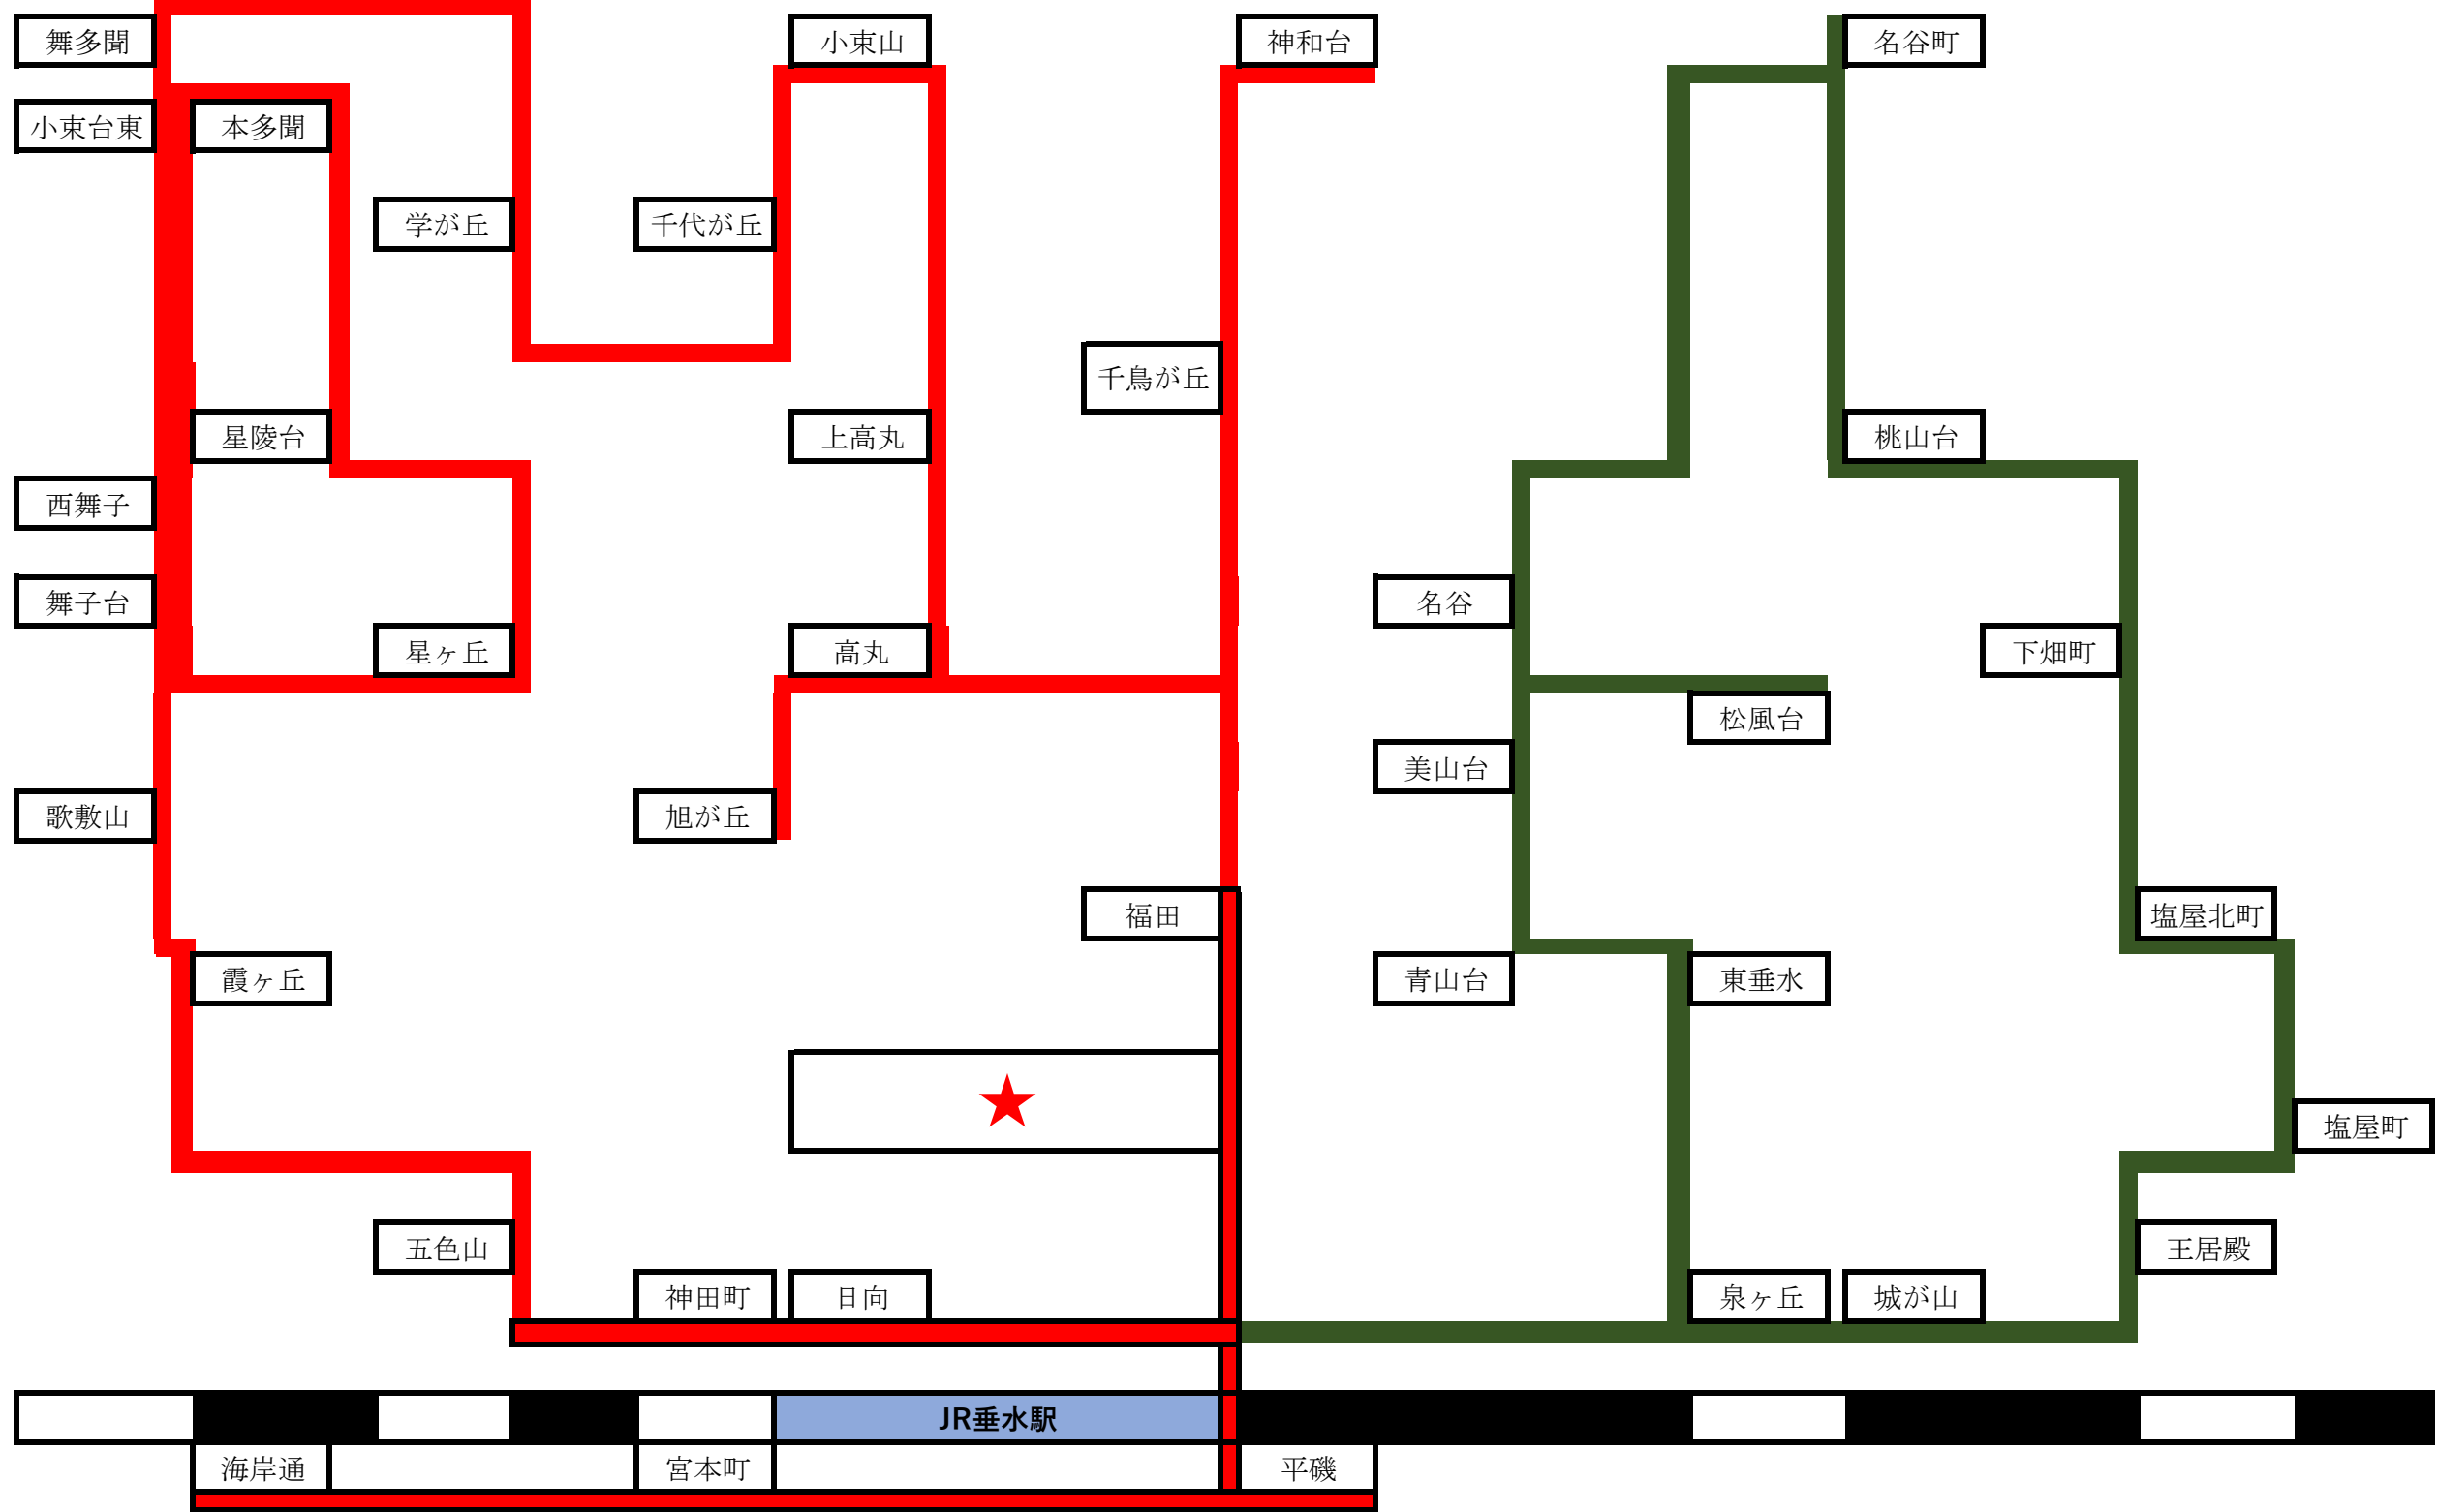 舞多聞
小束山
神和台
名谷町
小束台東
本多聞
学が丘
千代が丘
千鳥が丘
星陵台
上高丸
桃山台
西舞子
舞子台
名谷
星ヶ丘
高丸
下畑町
松風台
美山台
歌敷山
旭が丘
福田
塩屋北町
霞ヶ丘
青山台
東垂水
★
塩屋町
五色山
王居殿
神田町
日向
泉ヶ丘
城が山
JR垂水駅
海岸通
宮本町
平磯